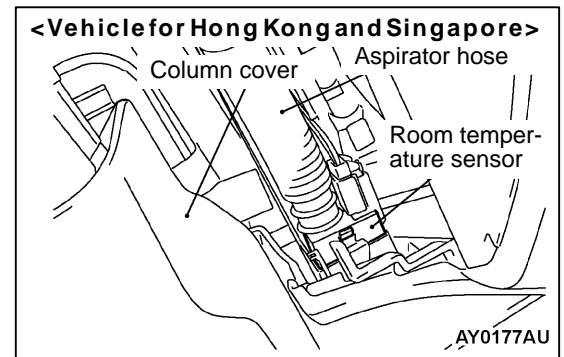 <Vehicle for Hong Kong and Singapore>
Aspirator hose
Column cover
Room temper-
ature sensor
AY0177AU